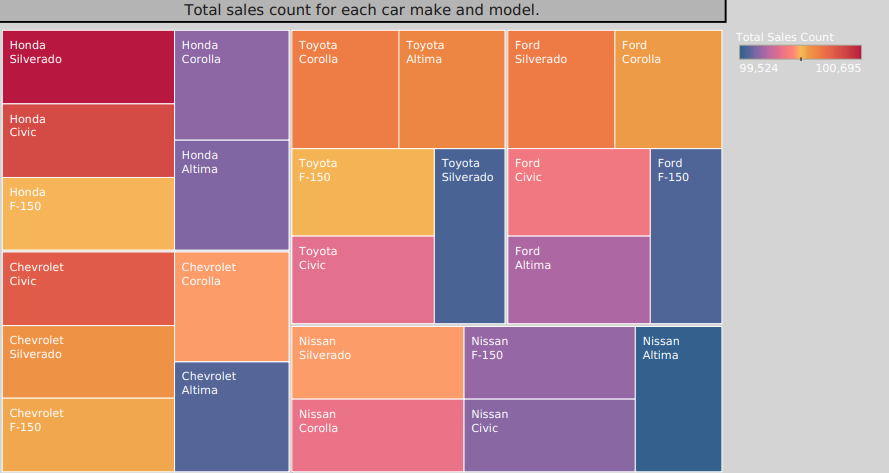 Total sales count for each car make and model.
Honda
Silverado
Honda
Civic
Honda
F-150
Honda
Corolla
Honda
Altima
Chevrolet
Civic
Chevrolet
Silverado
Chevrolet
F-150
Chevrolet
Corolla
Chevrolet
Altima
Toyota
Corolla
Toyota
Altima
Toyota
F-150
Toyota
Civic
Toyota
Silverado
Ford
Silverado
Ford
Corolla
Ford
Civic
Ford
Altima
Ford
F-150
Nissan
Silverado
Nissan
Corolla
Nissan
F-150
Nissan
Civic
Nissan
Altima
Total Sales Count
99,524 100,695